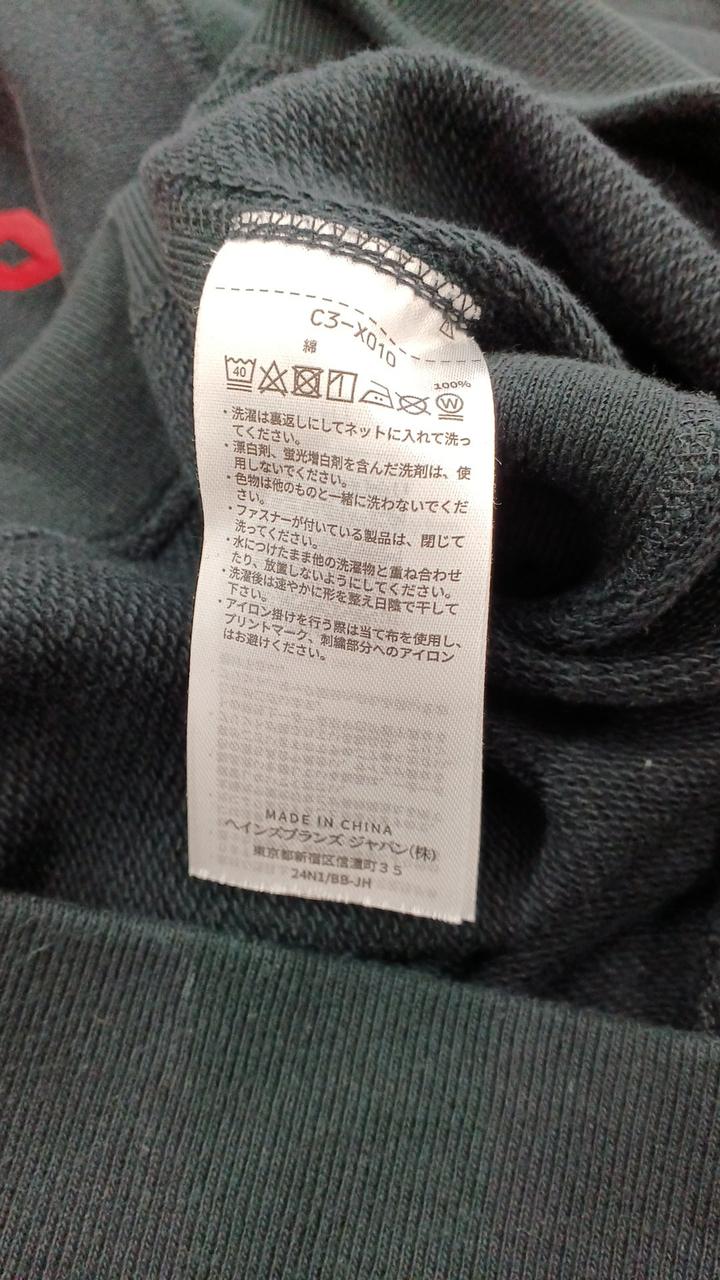 C3-X010
綿
100%
40
W
・洗濯は裏返しにしてネットに入れて洗っ
てください。
・漂白剤、蛍光増白剤を含んだ洗剤は、使
用しないでください。
・色物は他のものと一緒に洗わないでくだ
さい。
・ファスナーが付いている製品は、閉じて
洗ってください。
・水につけたまま他の洗濯物と重ね合わせ
たり、放置しないようにしてください。
・洗濯後は速やかに形を整え日陰で干して
下さい。
・アイロン掛けを行う際は当て布を使用し、
プリントマーク、刺繍部分へのアイロン
はお避けください。
MADE IN CHINA
ヘインズブランズ ジャパン(株)
東京都新宿区信濃町35
24N1/BB-JH